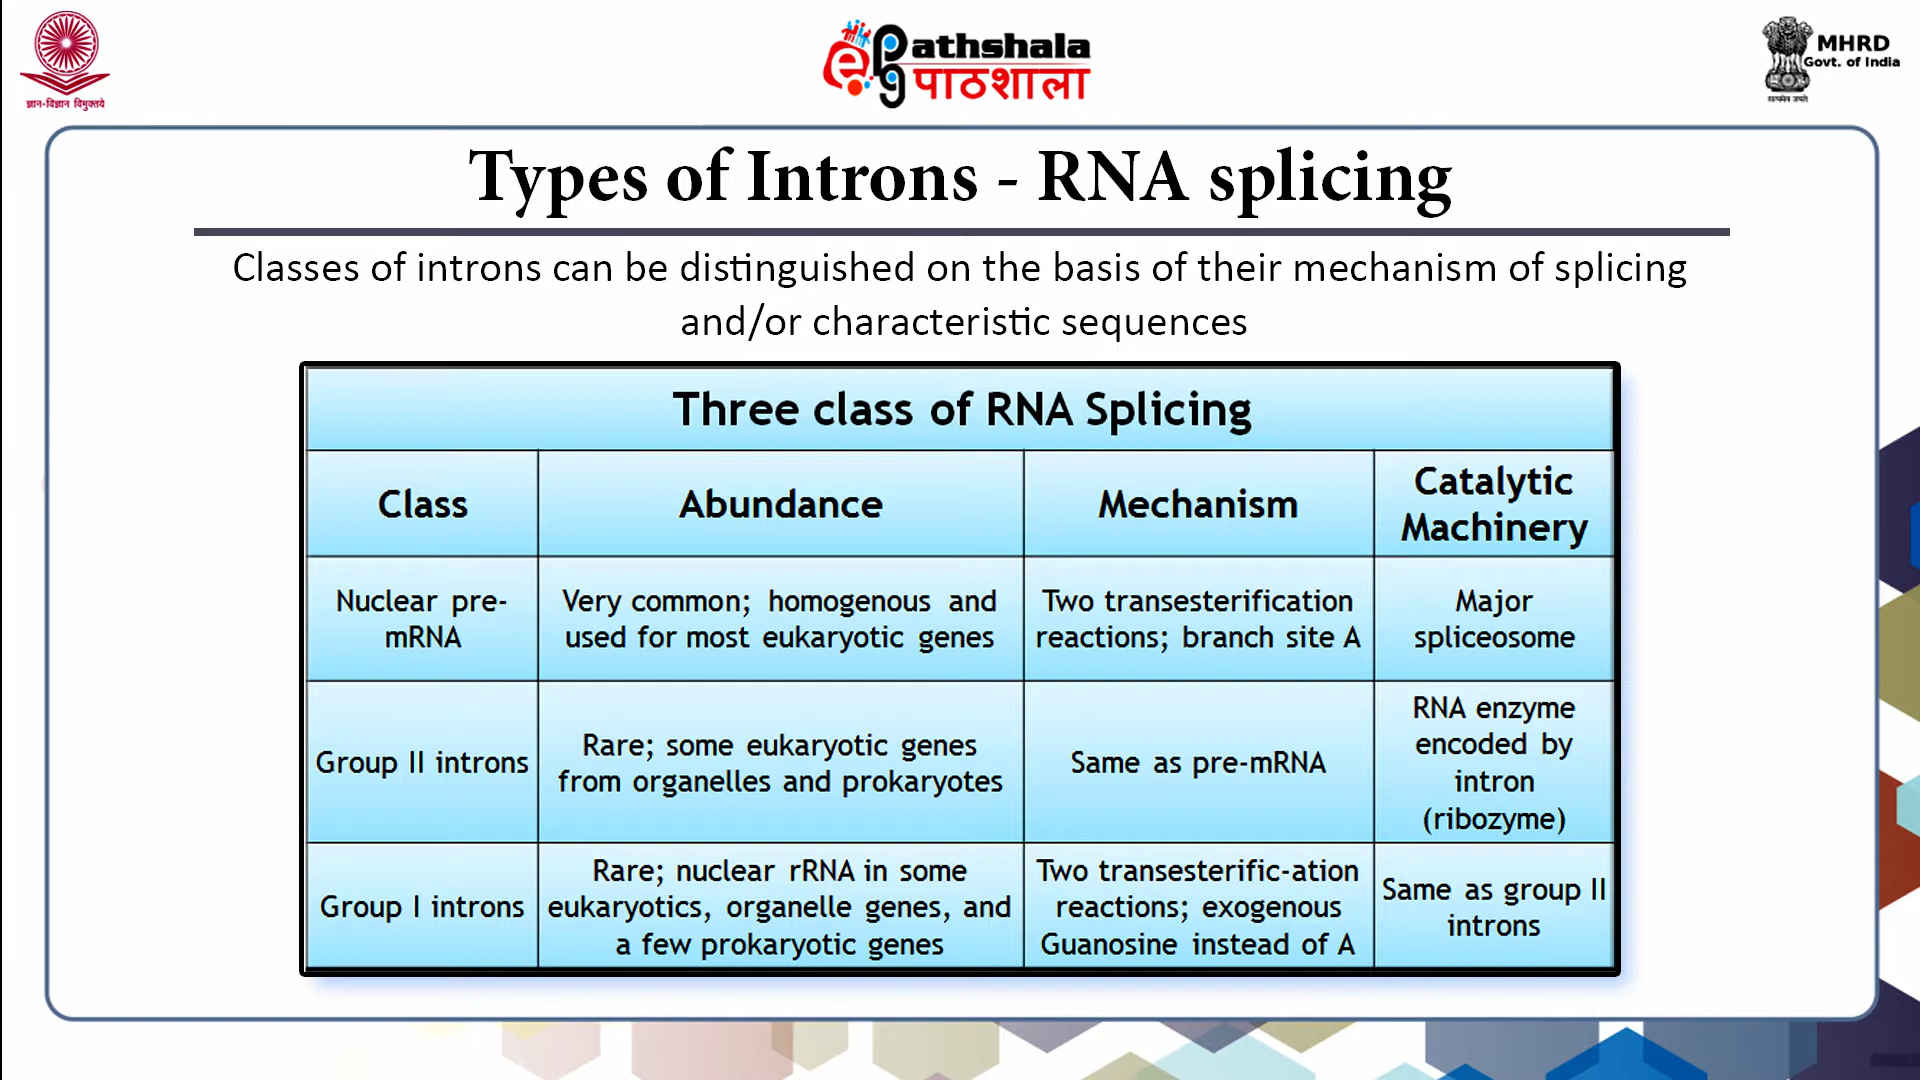 ज्ञान-विज्ञान विमुक्तये
ePg Pathshala
पाठशाला
MHRD
Govt. of India
सत्यमेव जयते
Types of Introns - RNA splicing
Classes of introns can be distinguished on the basis of their mechanism of splicing
and/or characteristic sequences
Three class of RNA Splicing
Class
Abundance
Mechanism
Catalytic
Machinery
Nuclear pre-
mRNA
Very common; homogenous and
used for most eukaryotic genes
Two transesterification
reactions; branch site A
Major
spliceosome
Group II introns
Rare; some eukaryotic genes
from organelles and prokaryotes
Same as pre-mRNA
RNA enzyme
encoded by
intron
(ribozyme)
Group I introns
Rare; nuclear rRNA in some
eukaryotics, organelle genes, and
a few prokaryotic genes
Two transesterific-ation
reactions; exogenous
Guanosine instead of A
Same as group II
introns